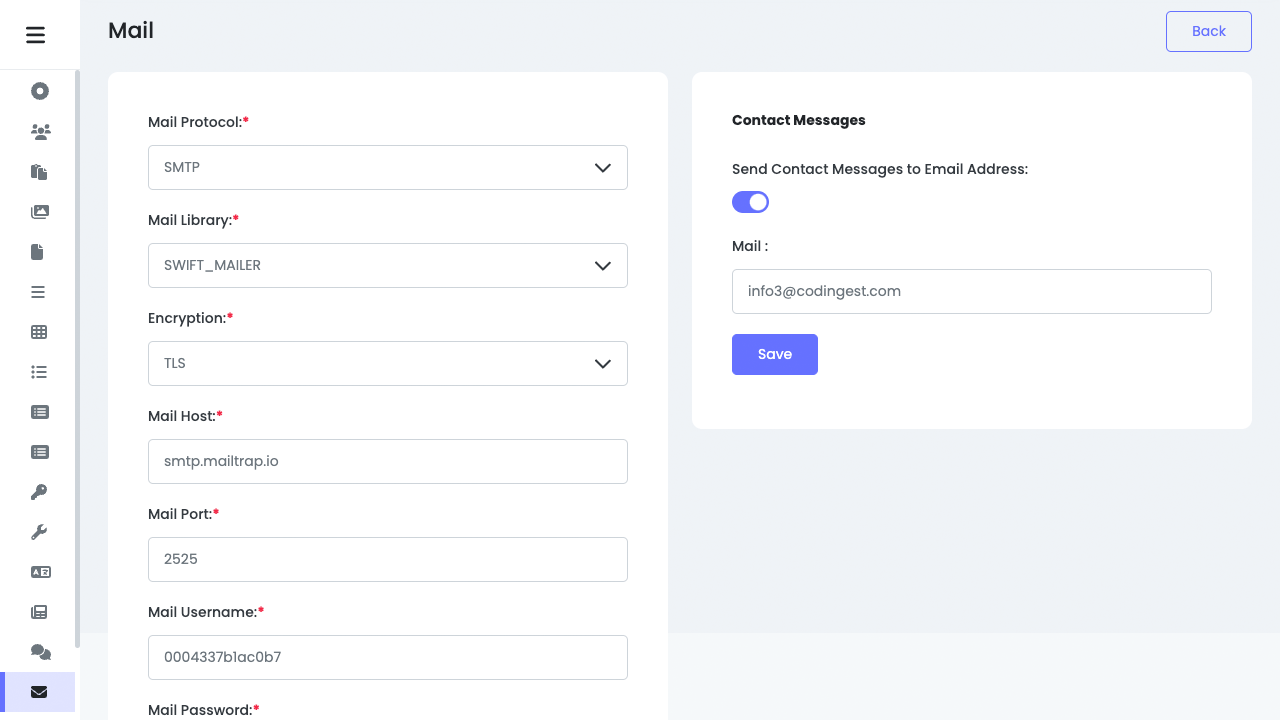 Mail
Back
Mail Protocol:*
SMTP
Mail Library:*
SWIFT_MAILER
Encryption:*
TLS
Mail Host:*
smtp.mailtrap.io
Mail Port:*
2525
Mail Username:*
0004337b1ac0b7
Mail Password:*
Contact Messages
Send Contact Messages to Email Address:
Mail :
info3@codingest.com
Save